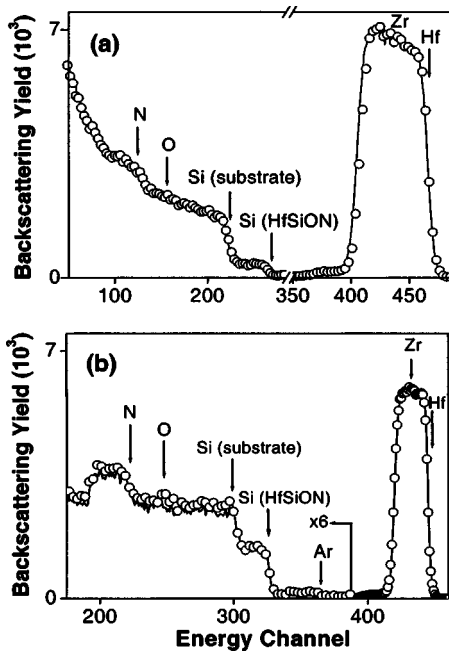 7
(a)
Zr
Hf
N
O
Si (substrate)
Si (HfSiON)
0
100
200
350
400
450
Backscattering Yield (10³)
7
(b)
Zr
Hf
N
O
Si (substrate)
Si (HfSiON)
x6
Ar
0
200
300
400
Backscattering Yield (10³)
Energy Channel